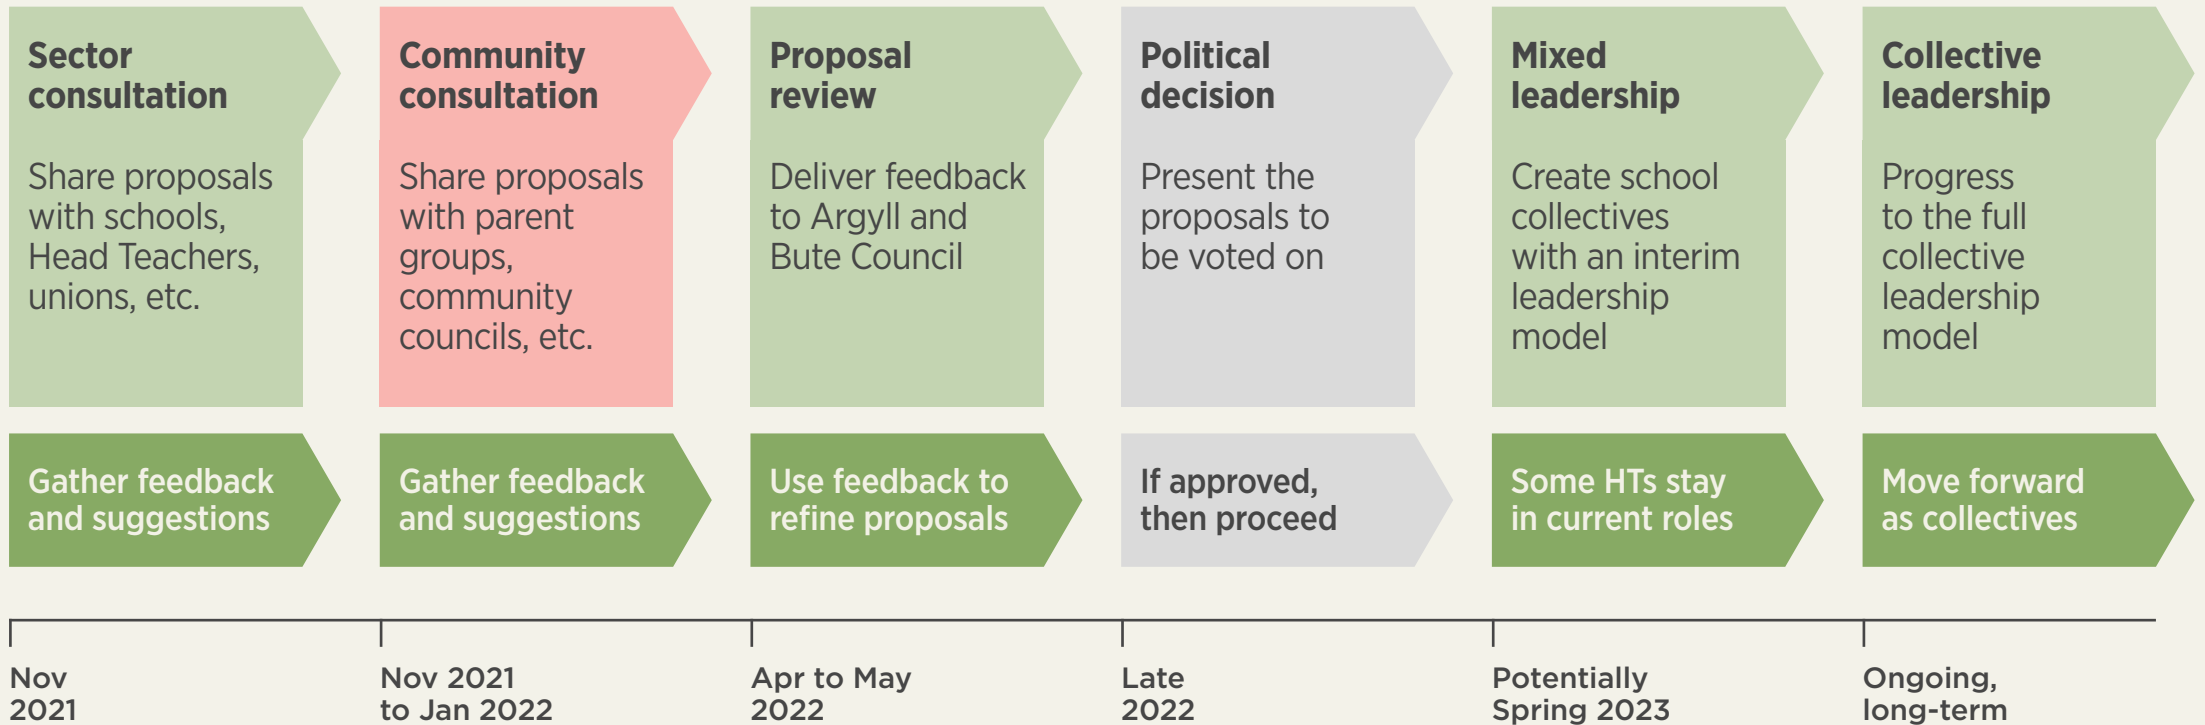 Sector
consultation
Share proposals
with schools,
Head Teachers,
unions, etc.
Gather feedback
and suggestions
Nov
2021
Community
consultation
Share proposals
with parent
groups,
community
councils, etc.
Gather feedback
and suggestions
Nov 2021
to Jan 2022
Proposal
review
Deliver feedback
to Argyll and
Bute Council
Use feedback to
refine proposals
Apr to May
2022
Political
decision
Present the
proposals to
be voted on
If approved,
then proceed
Late
2022
Mixed
leadership
Create school
collectives
with an interim
leadership
model
Some HTs stay
in current roles
Potentially
Spring 2023
Collective
leadership
Progress
to the full
collective
leadership
model
Move forward
as collectives
Ongoing,
long-term